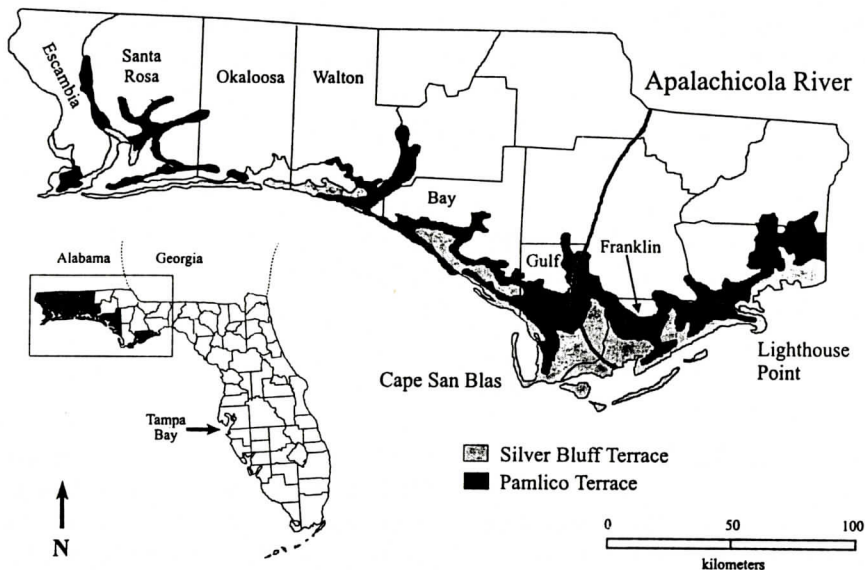 Escambia
Santa
Rosa
Okaloosa
Walton
Apalachicola River
Bay
Gulf
Franklin
Alabama
Georgia
Cape San Blas
Lighthouse
Point
Tampa
Bay
Silver Bluff Terrace
Pamlico Terrace
N
0
50
100
kilometers